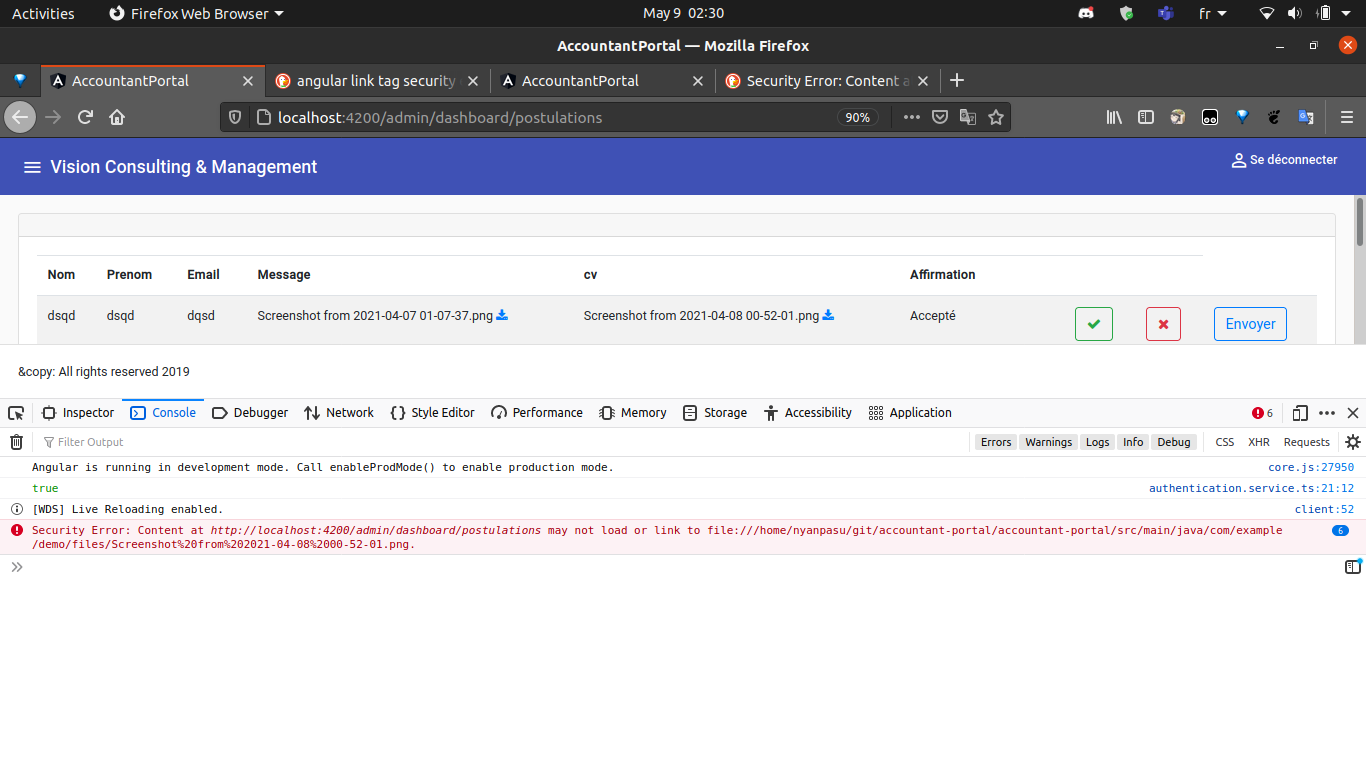 Activities Firefox Web Browser May 9 02:30 fr
AccountantPortal — Mozilla Firefox
AccountantPortal angular link tag security AccountantPortal Security Error: Content a
localhost:4200/admin/dashboard/postulations 90%
Vision Consulting & Management Se déconnecter
Nom Prenom Email Message cv Affirmation
dsqd dsqd dqsd Screenshot from 2021-04-07 01-07-37.png Screenshot from 2021-04-08 00-52-01.png Accepté Envoyer
&copy: All rights reserved 2019
Inspector Console Debugger Network Style Editor Performance Memory Storage Accessibility Application 6
Filter Output Errors Warnings Logs Info Debug CSS XHR Requests
Angular is running in development mode. Call enableProdMode() to enable production mode. core.js:27950
true authentication.service.ts:21:12
[WDS] Live Reloading enabled. client:52
Security Error: Content at http://localhost:4200/admin/dashboard/postulations may not load or link to file:///home/nyanpasu/git/accountant-portal/accountant-portal/src/main/java/com/example 6
/demo/files/Screenshot%20from%202021-04-08%2000-52-01.png.